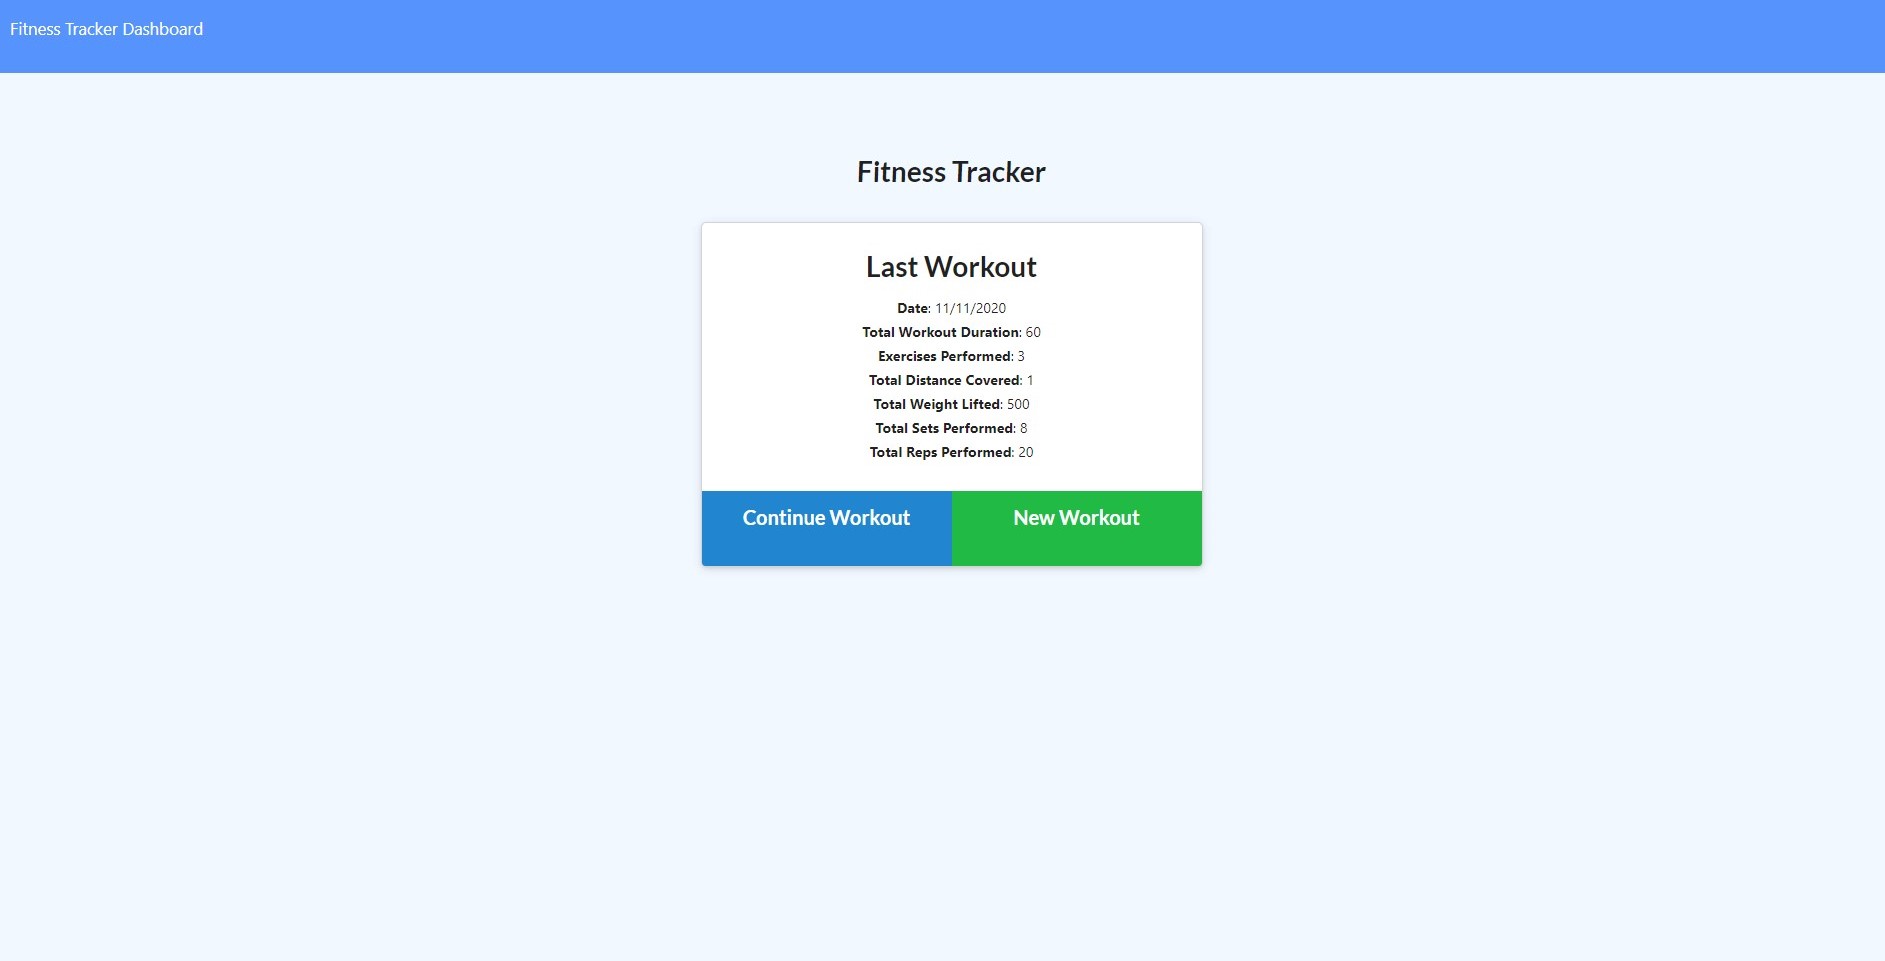 Fitness Tracker Dashboard
Fitness Tracker
Last Workout
Date: 11/11/2020
Total Workout Duration: 60
Exercises Performed: 3
Total Distance Covered: 1
Total Weight Lifted: 500
Total Sets Performed: 8
Total Reps Performed: 20
Continue Workout
New Workout